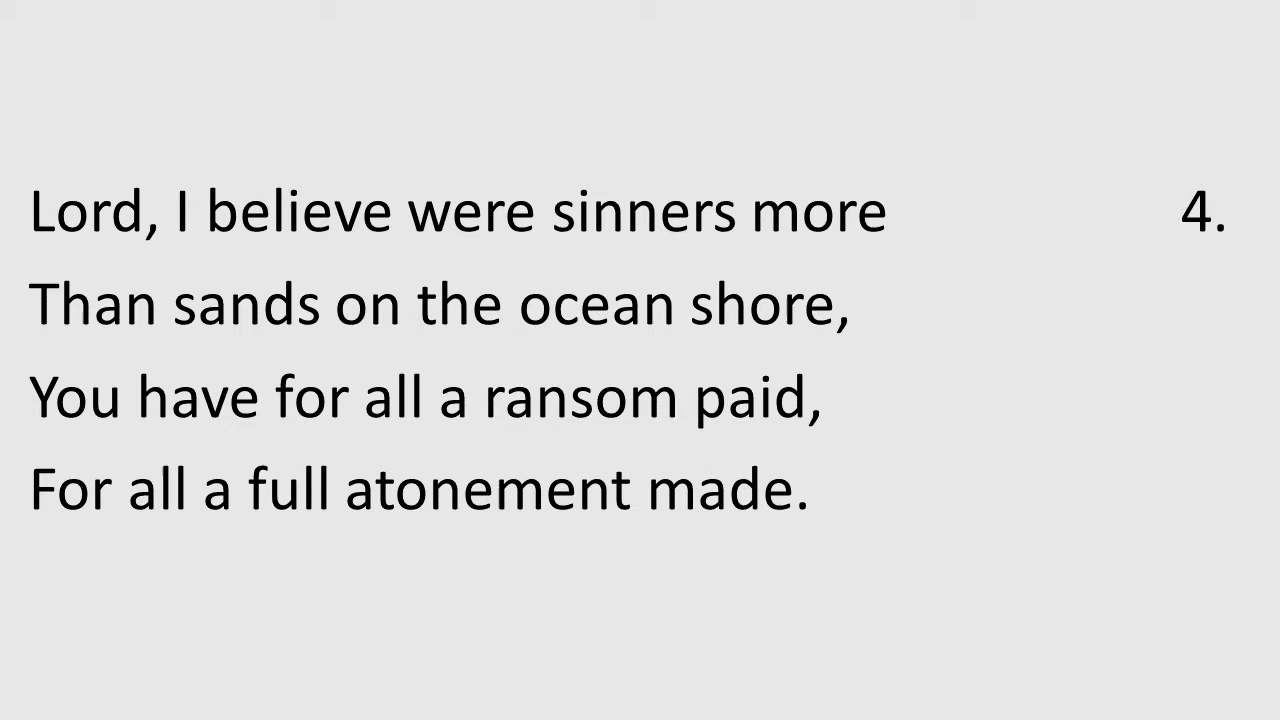 Lord, I believe were sinners more 4.
Than sands on the ocean shore,
You have for all a ransom paid,
For all a full atonement made.